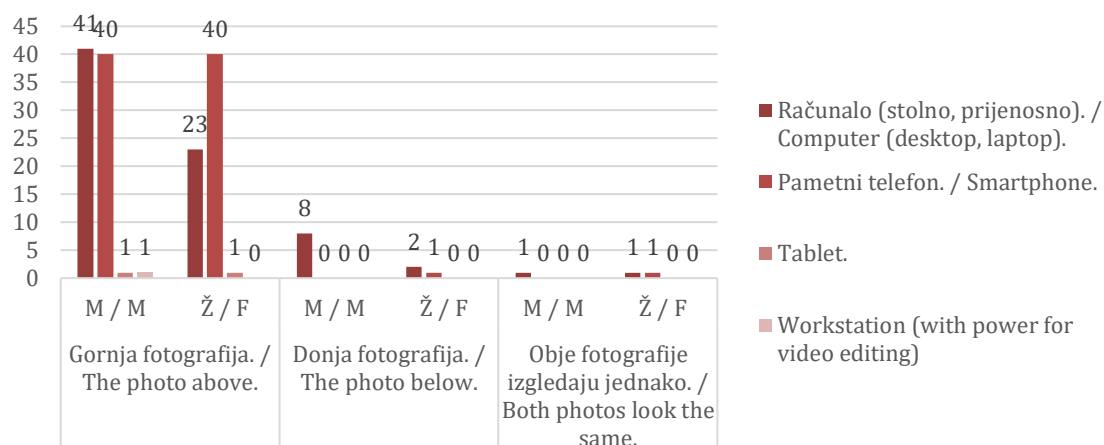 45
40
35
30
25
20
15
10
5
0
41
40
1 1
23
40
1 0
8
0 0 0
2 1 0 0
1 0 0 0
1 1 0 0
M / M
Ž / F
M / M
Ž / F
M / M
Ž / F
Gornja fotografija. /
The photo above.
Donja fotografija. /
The photo below.
Obje fotografije
izgledaju jednako. /
Both photos look the
same.
Računalo (stolno, prijenosno). /
Computer (desktop, laptop).
Pametni telefon. / Smartphone.
Tablet.
Workstation (with power for
video editing)